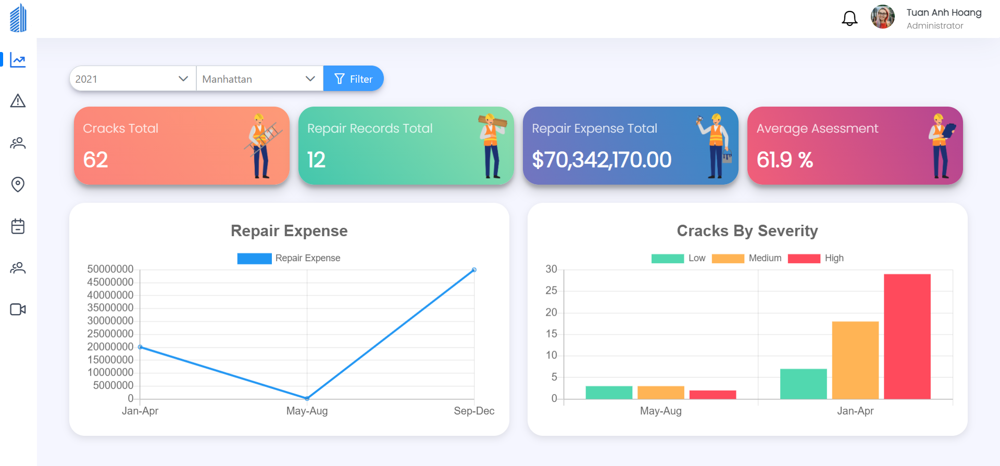 Tuan Anh Hoang
Administrator
2021
Manhattan
Filter
Cracks Total
62
Repair Records Total
12
Repair Expense Total
$70,342,170.00
Average Asessment
61.9 %
Repair Expense
Repair Expense
50000000
45000000
40000000
35000000
30000000
25000000
20000000
15000000
10000000
5000000
0
Jan-Apr May-Aug Sep-Dec
Cracks By Severity
Low Medium High
30
25
20
15
10
5
0
May-Aug Jan-Apr